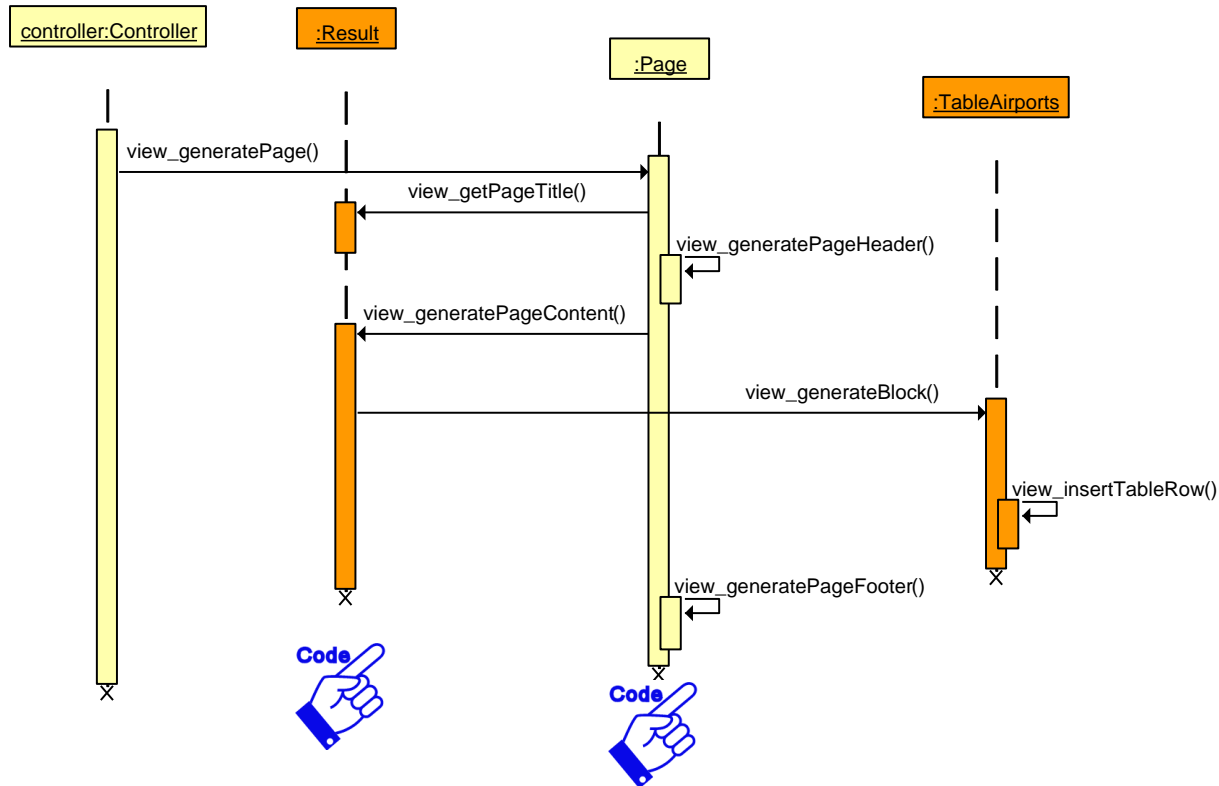 controller:Controller
:Result
:Page
:TableAirports
view_generatePage()
view_getPageTitle()
view_generatePageHeader()
view_generatePageContent()
view_generateBlock()
view_insertTableRow()
view_generatePageFooter()
Code
Code